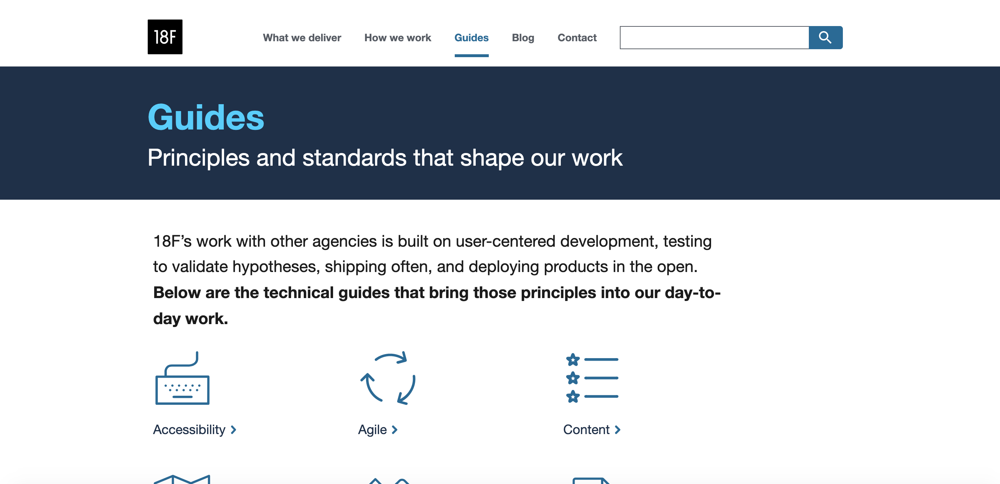 18F
What we deliver How we work Guides Blog Contact
Guides
Principles and standards that shape our work
18F’s work with other agencies is built on user-centered development, testing
to validate hypotheses, shipping often, and deploying products in the open.
Below are the technical guides that bring those principles into our day-to-
day work.
Accessibility
Agile
Content